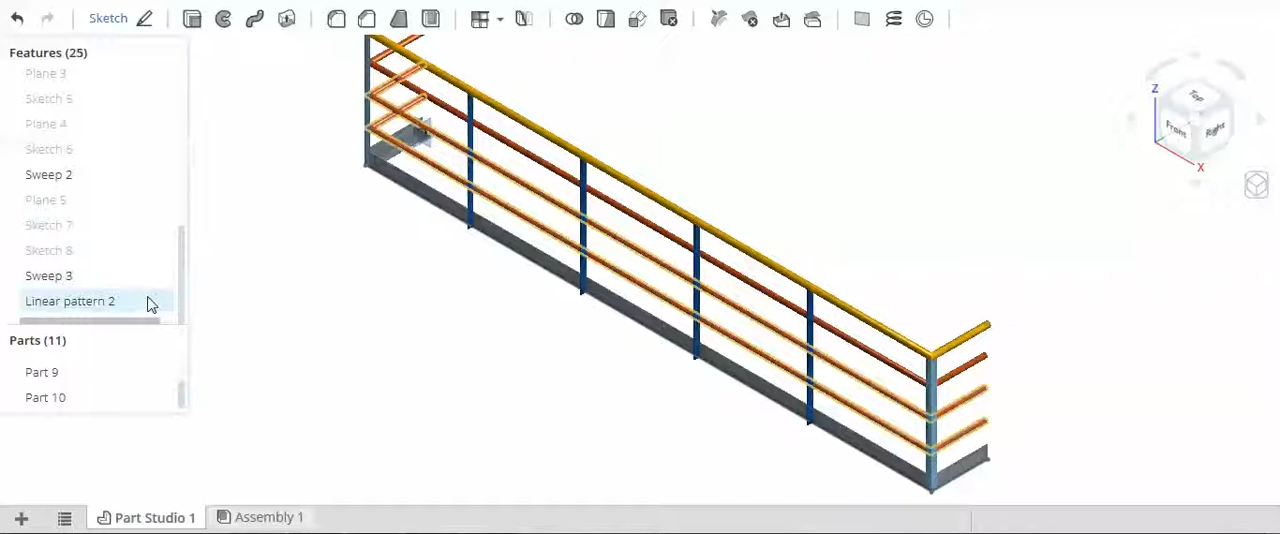 Sketch
Features (25)
Plane 3
Sketch 5
Plane 4
Sketch 6
Sweep 2
Plane 5
Sketch 7
Sketch 8
Sweep 3
Linear pattern 2
Parts (11)
Part 9
Part 10
Z
Top
Front
Right
X
Part Studio 1
Assembly 1